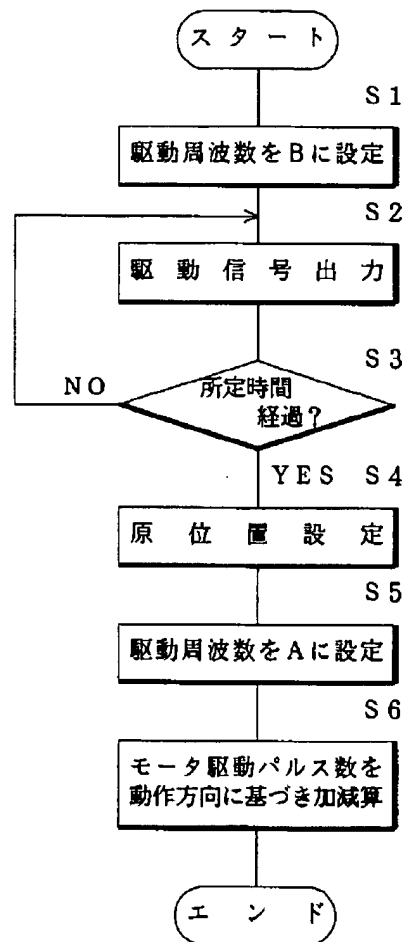 スタート
S1
駆動周波数をBに設定
S2
駆動信号出力
S3
所定時間
経過?
NO
YES S4
原位置設定
S5
駆動周波数をAに設定
S6
モータ駆動パルス数を
動作方向に基づき加減算
エンド